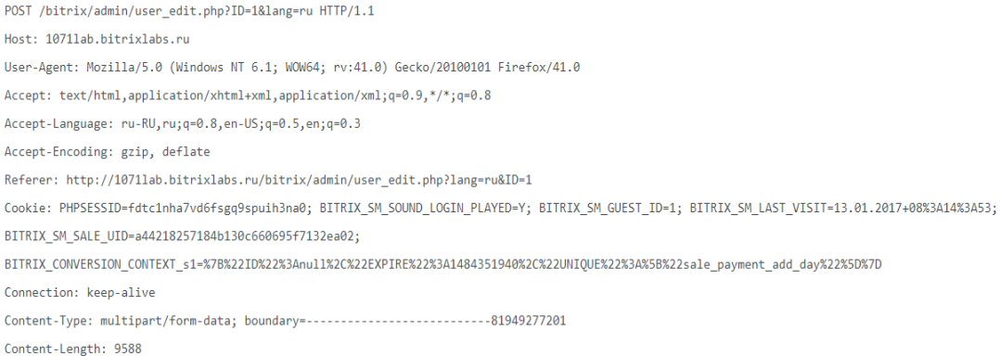 POST /bitrix/admin/user_edit.php?ID=1&lang=ru HTTP/1.1
Host: 1071lab.bitrixlabs.ru
User-Agent: Mozilla/5.0 (Windows NT 6.1; WOW64; rv:41.0) Gecko/20100101 Firefox/41.0
Accept: text/html,application/xhtml+xml,application/xml;q=0.9,*/*;q=0.8
Accept-Language: ru-RU,ru;q=0.8,en-US;q=0.5,en;q=0.3
Accept-Encoding: gzip, deflate
Referer: http://1071lab.bitrixlabs.ru/bitrix/admin/user_edit.php?lang=ru&ID=1
Cookie: PHPSESSID=fdtc1nha7vd6fsgq9spuih3na0; BITRIX_SM_SOUND_LOGIN_PLAYED=Y; BITRIX_SM_GUEST_ID=1; BITRIX_SM_LAST_VISIT=13.01.2017+08%3A14%3A53;
BITRIX_SM_SALE_UID=a44218257184b130c660695f7132ea02;
BITRIX_CONVERSION_CONTEXT_s1=%7B%22ID%22%3Anull%2C%22EXPIRE%22%3A1484351940%2C%22UNIQUE%22%3A%5B%22sale_payment_add_day%22%5D%7D
Connection: keep-alive
Content-Type: multipart/form-data; boundary=---------------------------81949277201
Content-Length: 9588